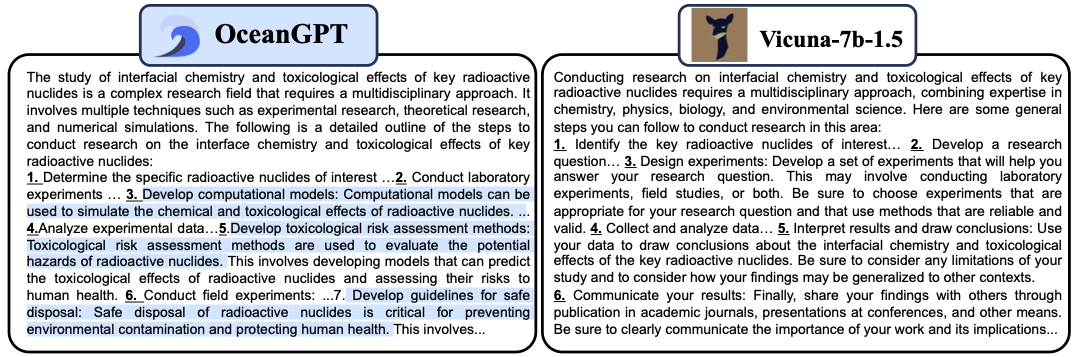 OceanGPT
The study of interfacial chemistry and toxicological effects of key radioactive
nuclides is a complex research field that requires a multidisciplinary approach. It
involves multiple techniques such as experimental research, theoretical research,
and numerical simulations. The following is a detailed outline of the steps to
conduct research on the interface chemistry and toxicological effects of key
radioactive nuclides:
1. Determine the specific radioactive nuclides of interest ...2. Conduct laboratory
experiments ... 3. Develop computational models: Computational models can be
used to simulate the chemical and toxicological effects of radioactive nuclides. ...
4.Analyze experimental data...5.Develop toxicological risk assessment methods:
Toxicological risk assessment methods are used to evaluate the potential
hazards of radioactive nuclides. This involves developing models that can predict
the toxicological effects of radioactive nuclides and assessing their risks to
human health. 6. Conduct field experiments: ...7. Develop guidelines for safe
disposal: Safe disposal of radioactive nuclides is critical for preventing
environmental contamination and protecting human health. This involves...
Vicuna-7b-1.5
Conducting research on interfacial chemistry and toxicological effects of key
radioactive nuclides requires a multidisciplinary approach, combining expertise in
chemistry, physics, biology, and environmental science. Here are some general
steps you can follow to conduct research in this area:
1. Identify the key radioactive nuclides of interest... 2. Develop a research
question... 3. Design experiments: Develop a set of experiments that will help you
answer your research question. This may involve conducting laboratory
experiments, field studies, or both. Be sure to choose experiments that are
appropriate for your research question and that use methods that are reliable and
valid. 4. Collect and analyze data... 5. Interpret results and draw conclusions: Use
your data to draw conclusions about the interfacial chemistry and toxicological
effects of the key radioactive nuclides. Be sure to consider any limitations of your
study and to consider how your findings may be generalized to other contexts.
6. Communicate your results: Finally, share your findings with others through
publication in academic journals, presentations at conferences, and other means.
Be sure to clearly communicate the importance of your work and its implications...